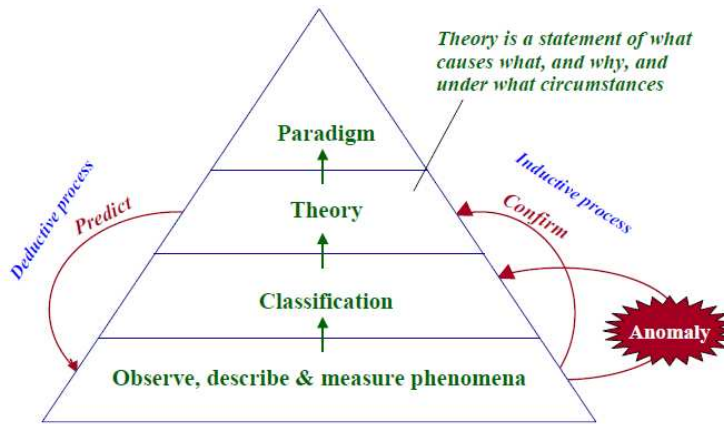 Theory is a statement of what
causes what, and why, and
under what circumstances
Paradigm
Deductive process
Predict
Theory
Inductive process
Confirm
Classification
Anomaly
Observe, describe & measure phenomena